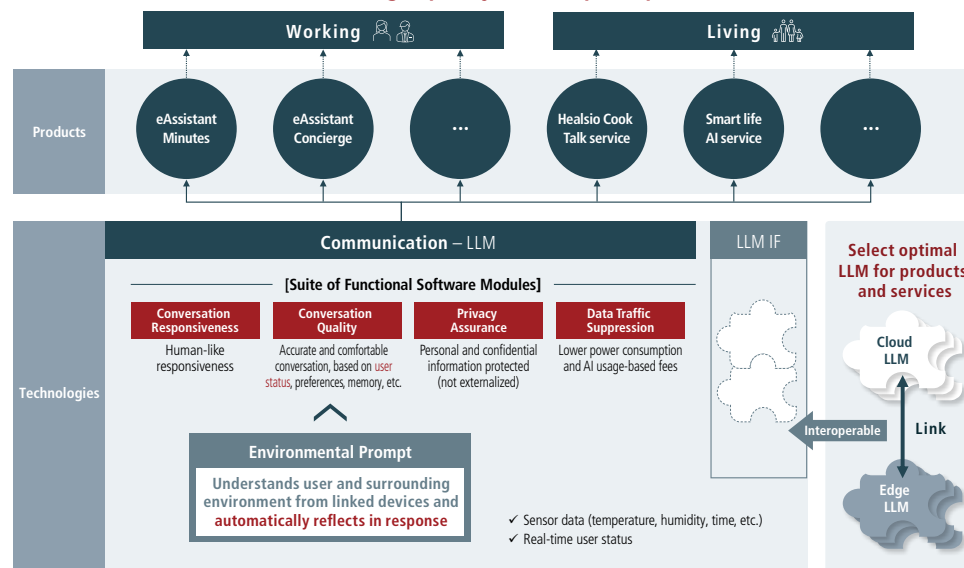 Working
Living
Products
eAssistant
Minutes
eAssistant
Concierge
...
Healsio Cook
Talk service
Smart life
AI service
...
Technologies
Communication – LLM
[Suite of Functional Software Modules]
Conversation
Responsiveness
Human-like
responsiveness
Conversation
Quality
Accurate and comfortable
conversation, based on user
status, preferences, memory, etc.
Privacy
Assurance
Personal and confidential
information protected
(not externalized)
Data Traffic
Suppression
Lower power consumption
and AI usage-based fees
Environmental Prompt
Understands user and surrounding
environment from linked devices and
automatically reflects in response
✓ Sensor data (temperature, humidity, time, etc.)
✓ Real-time user status
LLM IF
Interoperable
Select optimal
LLM for products
and services
Cloud
LLM
Link
Edge
LLM